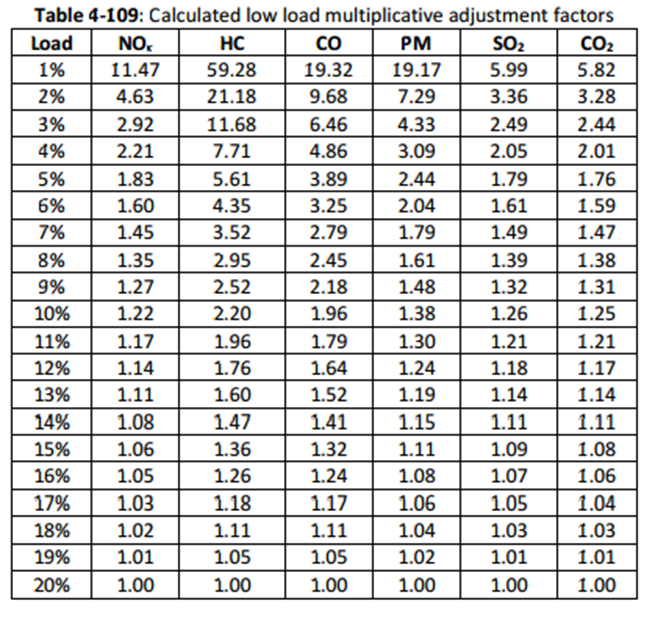 Table 4-109: Calculated low load multiplicative adjustment factors
Load NOₓ HC CO PM SO₂ CO₂
1% 11.47 59.28 19.32 19.17 5.99 5.82
2% 4.63 21.18 9.68 7.29 3.36 3.28
3% 2.92 11.68 6.46 4.33 2.49 2.44
4% 2.21 7.71 4.86 3.09 2.05 2.01
5% 1.83 5.61 3.89 2.44 1.79 1.76
6% 1.60 4.35 3.25 2.04 1.61 1.59
7% 1.45 3.52 2.79 1.79 1.49 1.47
8% 1.35 2.95 2.45 1.61 1.39 1.38
9% 1.27 2.52 2.18 1.48 1.32 1.31
10% 1.22 2.20 1.96 1.38 1.26 1.25
11% 1.17 1.96 1.79 1.30 1.21 1.21
12% 1.14 1.76 1.64 1.24 1.18 1.17
13% 1.11 1.60 1.52 1.19 1.14 1.14
14% 1.08 1.47 1.41 1.15 1.11 1.11
15% 1.06 1.36 1.32 1.11 1.09 1.08
16% 1.05 1.26 1.24 1.08 1.07 1.06
17% 1.03 1.18 1.17 1.06 1.05 1.04
18% 1.02 1.11 1.11 1.04 1.03 1.03
19% 1.01 1.05 1.05 1.02 1.01 1.01
20% 1.00 1.00 1.00 1.00 1.00 1.00